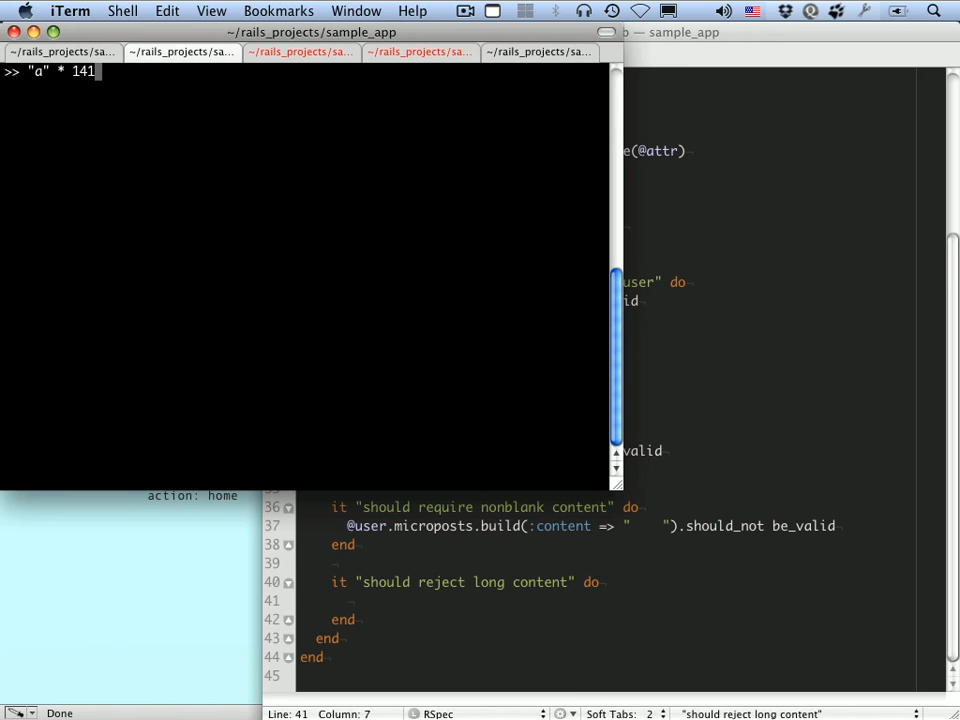 iTerm Shell Edit View Bookmarks Window Help
~/rails_projects/sample_app
b — sample_app
~/rails_projects/sa... ~/rails_projects/sa... ~/rails_projects/sa... ~/rails_projects/sa... ~/rails_projects/sa...
>> "a" * 141
e(@attr)
user" do
id
valid
action: home
36 it "should require nonblank content" do
37 @user.microposts.build(:content => "    ").should_not be_valid
38 end
39
40 it "should reject long content" do
41
42 end
43 end
44 end
45
Done
Line: 41 Column: 7 RSpec Soft Tabs: 2 "should reject long content"